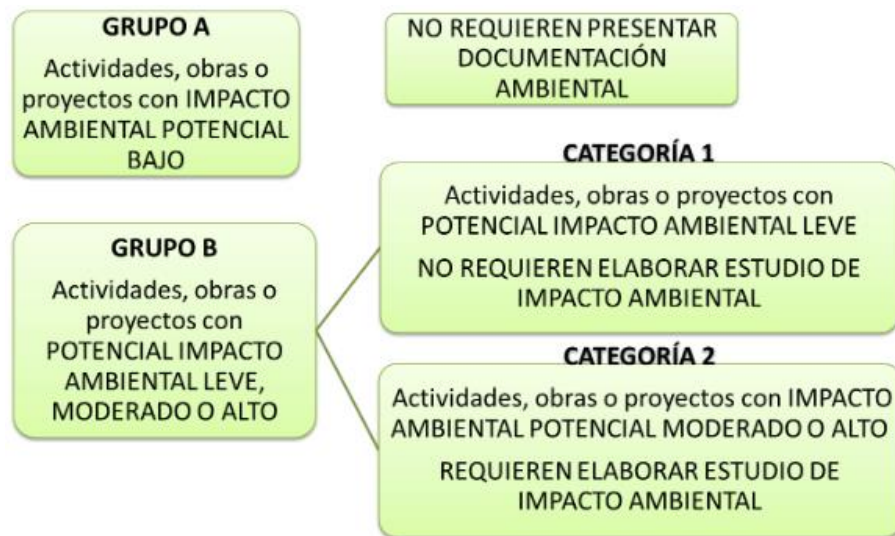 GRUPO A
Actividades, obras o
proyectos con IMPACTO
AMBIENTAL POTENCIAL
BAJO
NO REQUIEREN PRESENTAR
DOCUMENTACIÓN
AMBIENTAL
GRUPO B
Actividades, obras o
proyectos con
POTENCIAL IMPACTO
AMBIENTAL LEVE,
MODERADO O ALTO
CATEGORÍA 1
Actividades, obras o proyectos con
POTENCIAL IMPACTO AMBIENTAL LEVE
NO REQUIEREN ELABORAR ESTUDIO DE
IMPACTO AMBIENTAL
CATEGORÍA 2
Actividades, obras o proyectos con IMPACTO
AMBIENTAL POTENCIAL MODERADO O ALTO
REQUIEREN ELABORAR ESTUDIO DE
IMPACTO AMBIENTAL